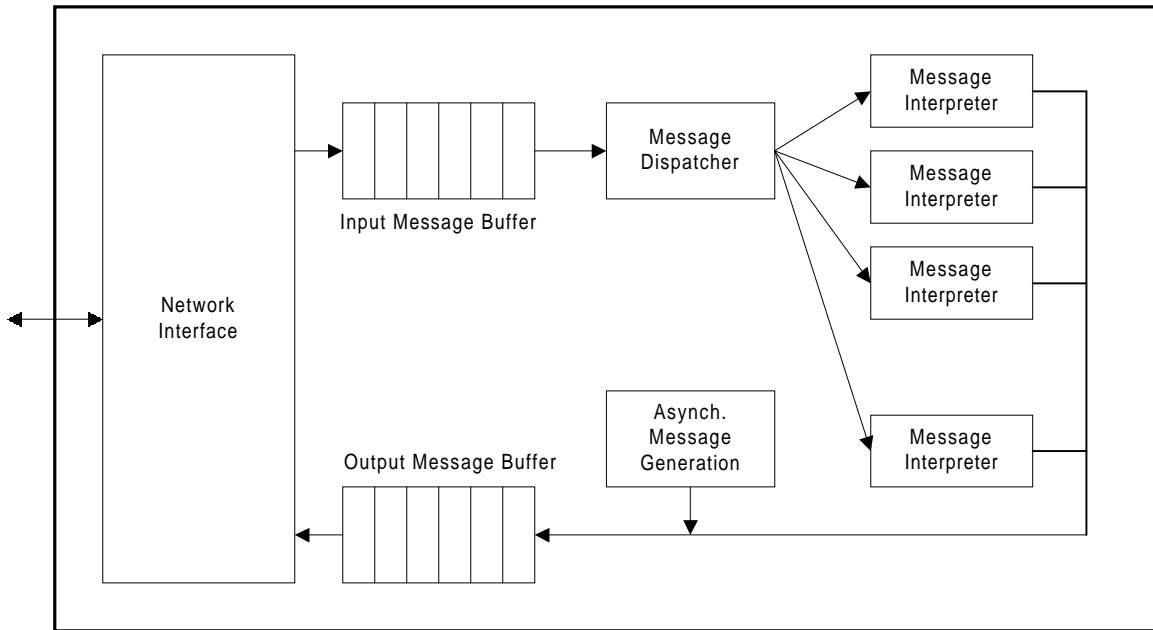 Message
Interpreter
Message
Dispatcher
Message
Interpreter
Input Message Buffer
Message
Interpreter
Network
Interface
Asynch.
Message
Generation
Message
Interpreter
Output Message Buffer